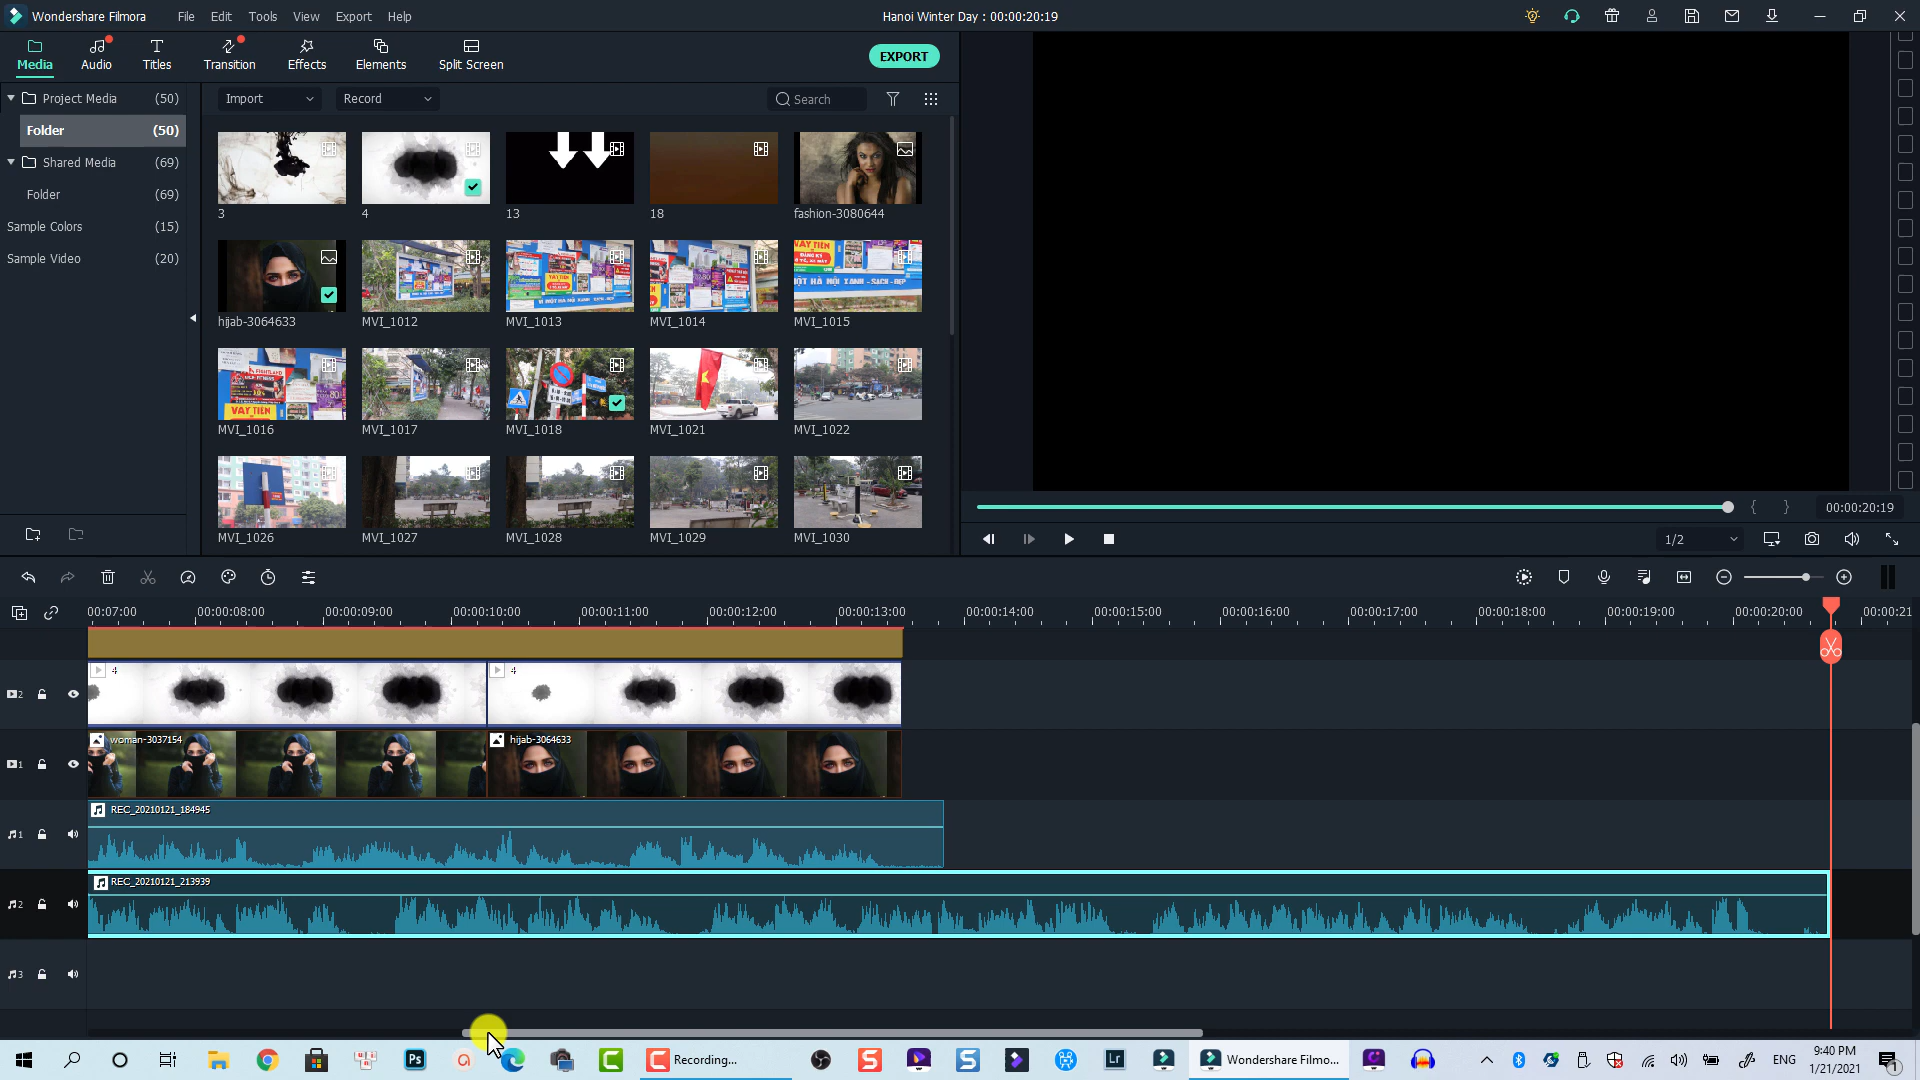 Wondershare Filmora
File Edit Tools View Export Help
Hanoi Winter Day : 00:00:20:19
Media Audio Titles Transition Effects Elements Split Screen
EXPORT
Project Media (50)
Folder (50)
Shared Media (69)
Folder (69)
Sample Colors (15)
Sample Video (20)
Import Record Search
3 4 13 18 fashion-3080644
hijab-3064633 MVI_1012 MVI_1013 MVI_1014 MVI_1015
MVI_1016 MVI_1017 MVI_1018 MVI_1021 MVI_1022
MVI_1026 MVI_1027 MVI_1028 MVI_1029 MVI_1030
VAY TIỀN
00:00:20:19
1/2
00:07:00 00:00:08:00 00:00:09:00 00:00:10:00 00:00:11:00 00:00:12:00 00:00:13:00 00:00:14:00 00:00:15:00 00:00:16:00 00:00:17:00 00:00:18:00 00:00:19:00 00:00:20:00 00:00:21
2 4 4
1 woman-3037154 hijab-3064633
1 REC_20210121_184945
2 REC_20210121_213939
3
Recording...
Wondershare Filmo...
ENG
9:40 PM
1/21/2021